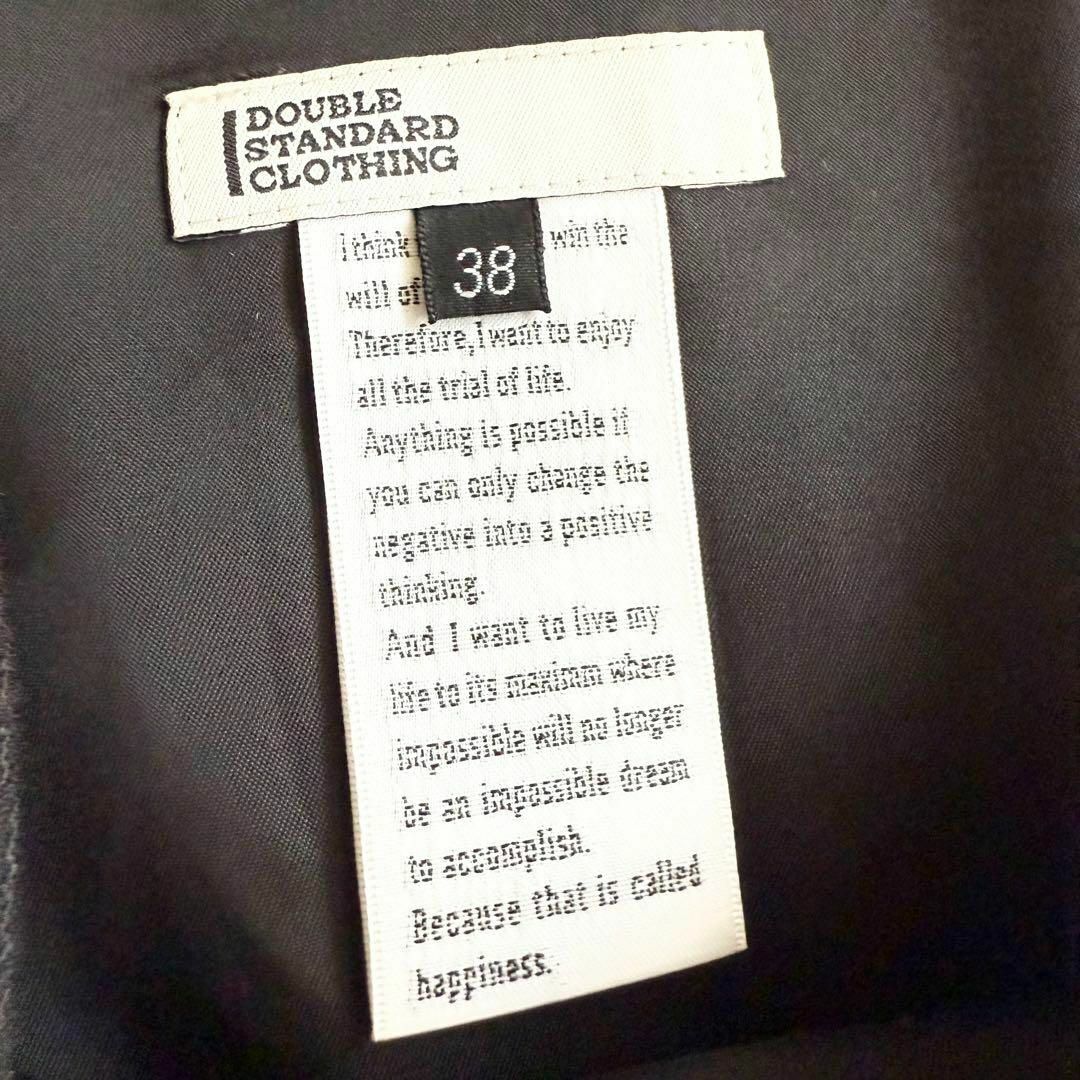 DOUBLE
STANDARD
CLOTHING
38
I think win the
will of
Therefore, I want to enjoy
all the trial of life.
Anything is possible if
you can only change the
negative into a positive
thinking.
And I want to live my
life to its maximum where
impossible will no longer
be an impossible dream
to accomplish.
Because that is called
happiness.